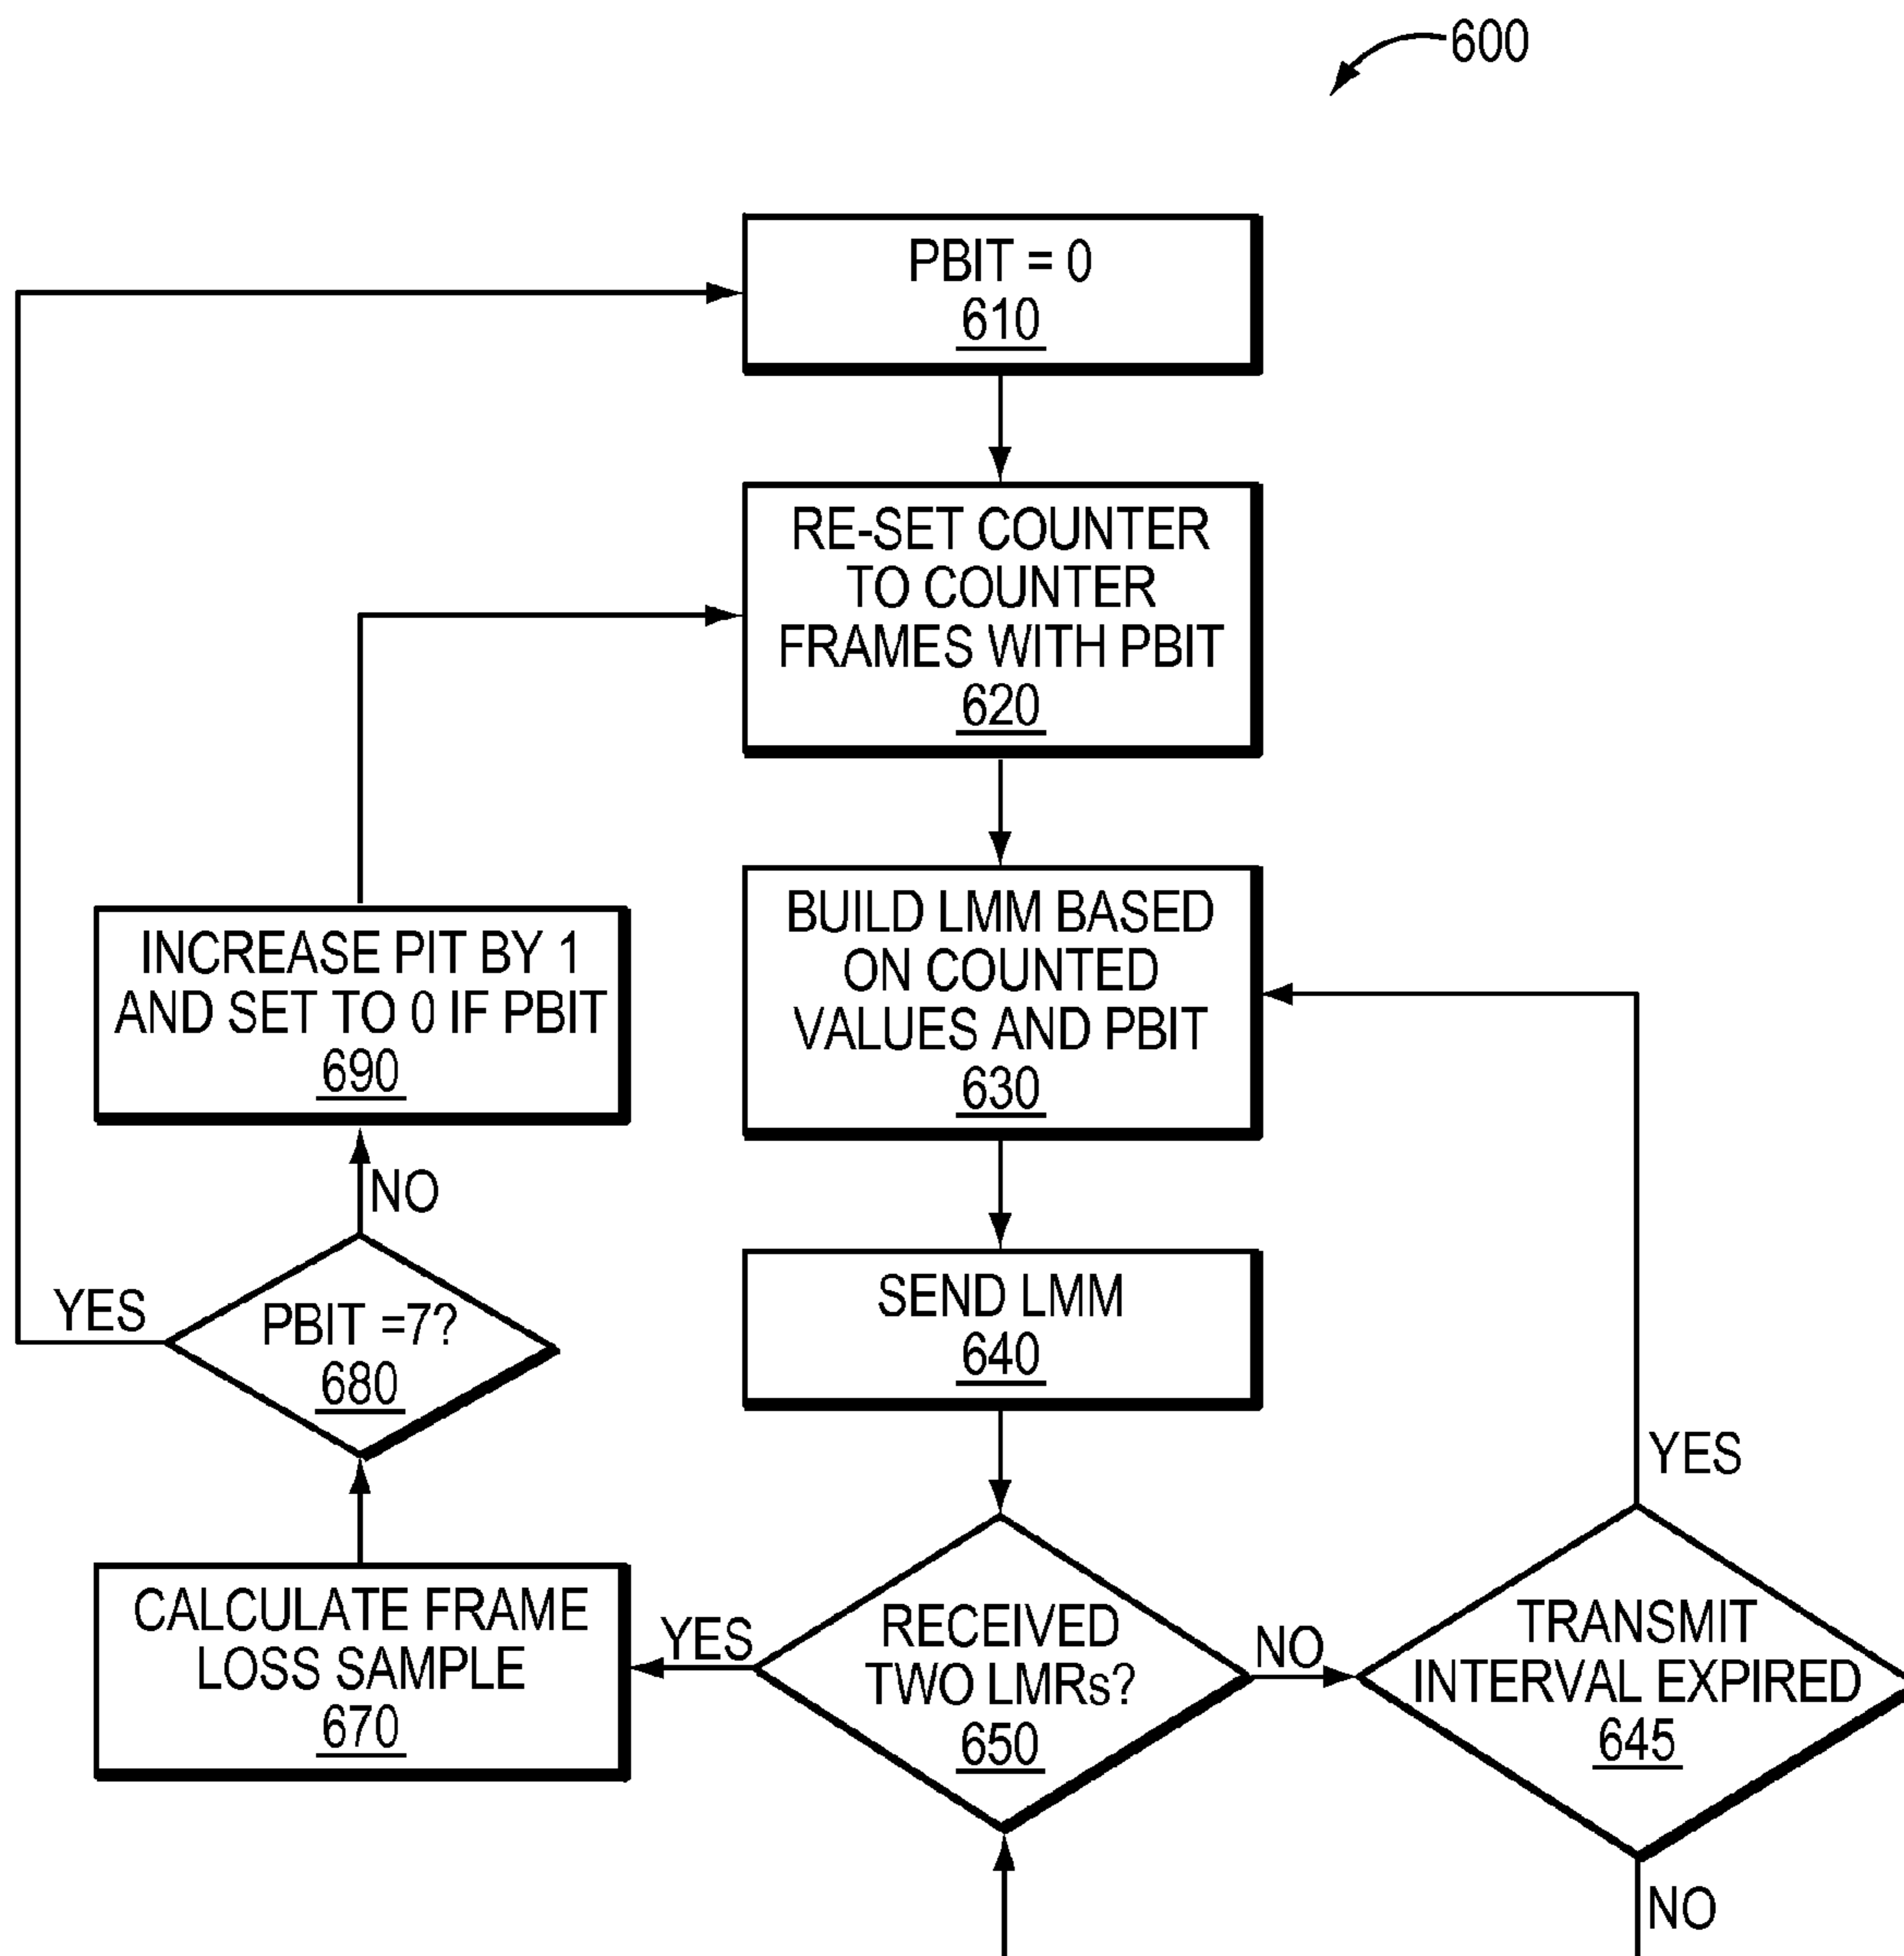 600
PBIT = 0
610
RE-SET COUNTER
TO COUNTER
FRAMES WITH PBIT
620
BUILD LMM BASED
ON COUNTED
VALUES AND PBIT
630
INCREASE PIT BY 1
AND SET TO 0 IF PBIT
690
NO
SEND LMM
640
YES
PBIT =7?
680
YES
CALCULATE FRAME
LOSS SAMPLE
670
YES
RECEIVED
TWO LMRs?
650
NO
TRANSMIT
INTERVAL EXPIRED
645
NO